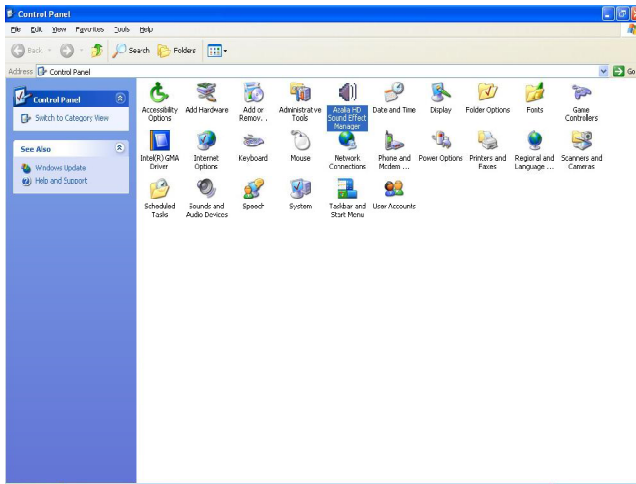 Control Panel
File Edit View Favorites Tools Help
Back Search Folders
Address Control Panel Go
Control Panel
Switch to Category View
See Also
Windows Update
Help and Support
Accessibility Options
Add Hardware
Add or Remov...
Administrative Tools
Azalia HD Sound Effect Manager
Date and Time
Display
Folder Options
Fonts
Game Controllers
Intel(R) GMA Driver
Internet Options
Keyboard
Mouse
Network Connections
Phone and Modem ...
Power Options
Printers and Faxes
Regional and Language ...
Scanners and Cameras
Scheduled Tasks
Sounds and Audio Devices
Speech
System
Taskbar and Start Menu
User Accounts